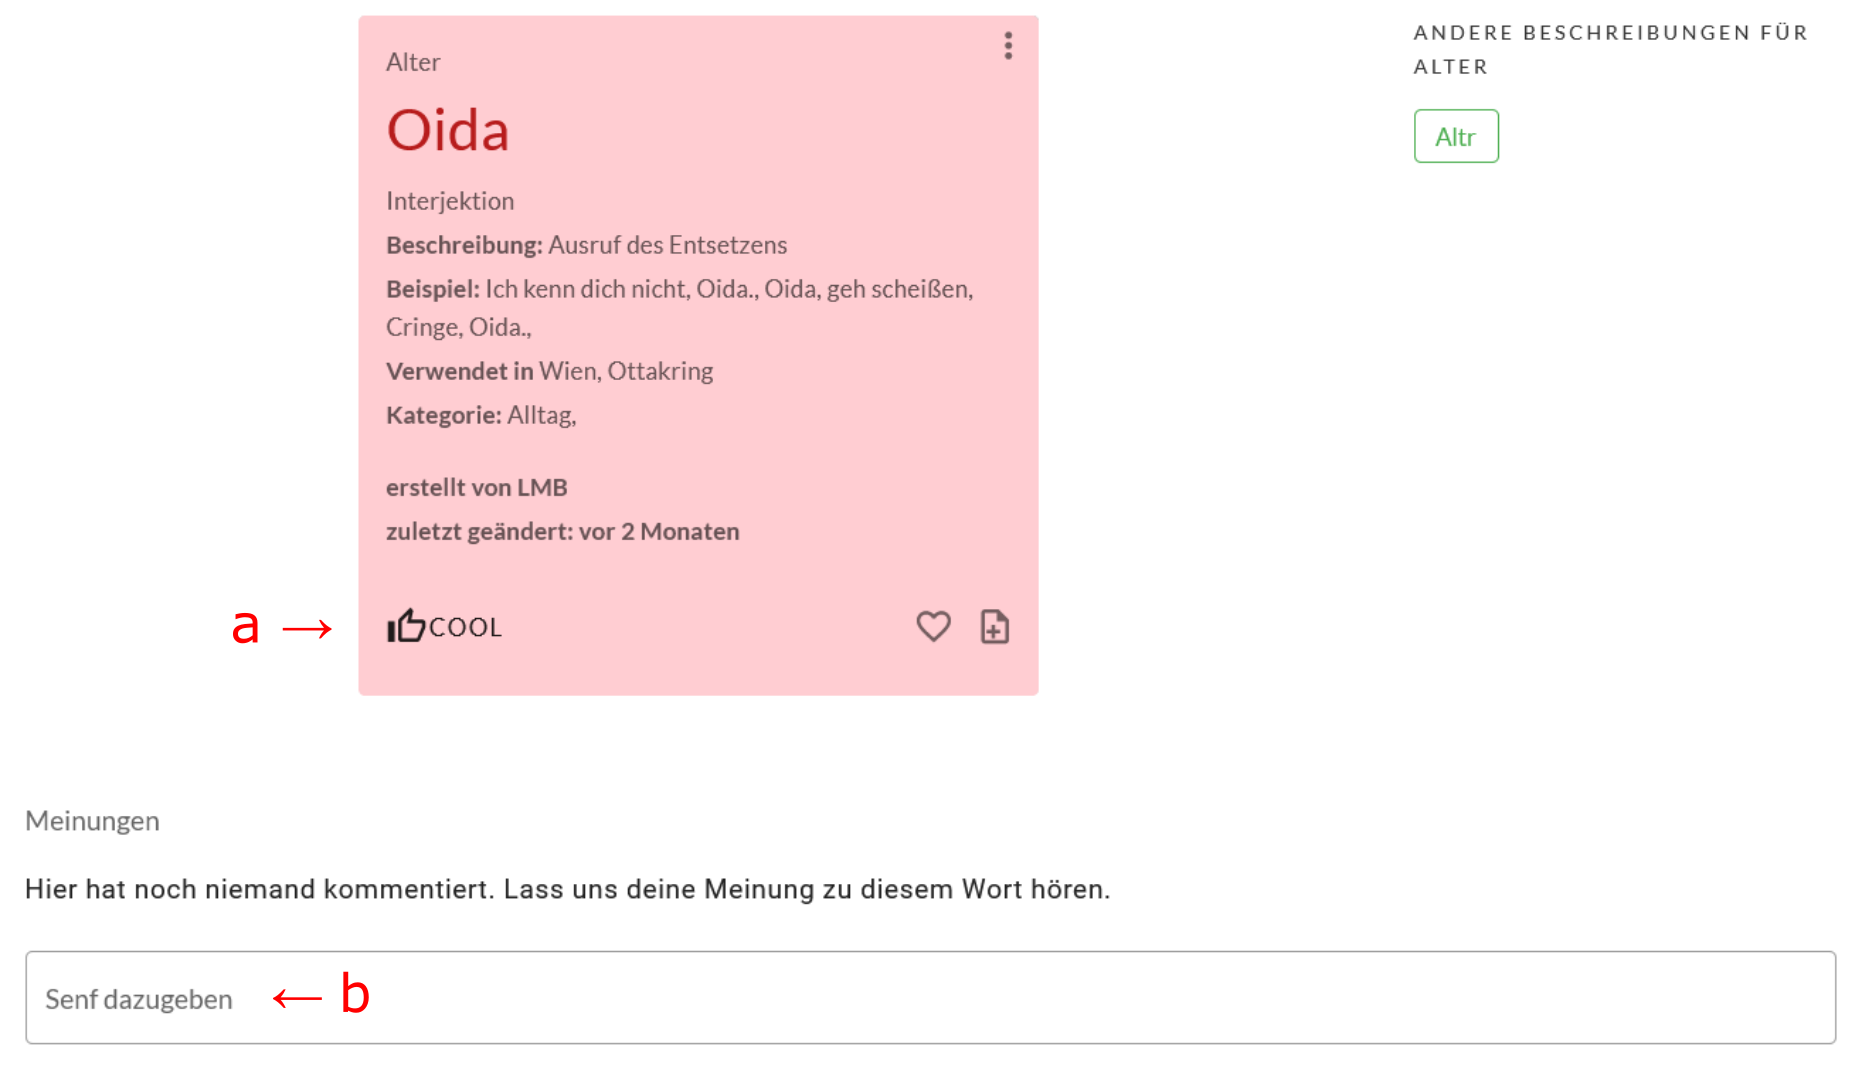 Alter
Oida
Interjektion
Beschreibung: Ausruf des Entsetzens
Beispiel: Ich kenn dich nicht, Oida., Oida, geh scheißen,
Cringe, Oida.,
Verwendet in Wien, Ottakring
Kategorie: Alltag,
erstellt von LMB
zuletzt geändert: vor 2 Monaten
a → COOL
ANDERE BESCHREIBUNGEN FÜR
ALTER
Altr
Meinungen
Hier hat noch niemand kommentiert. Lass uns deine Meinung zu diesem Wort hören.
Senf dazugeben ← b